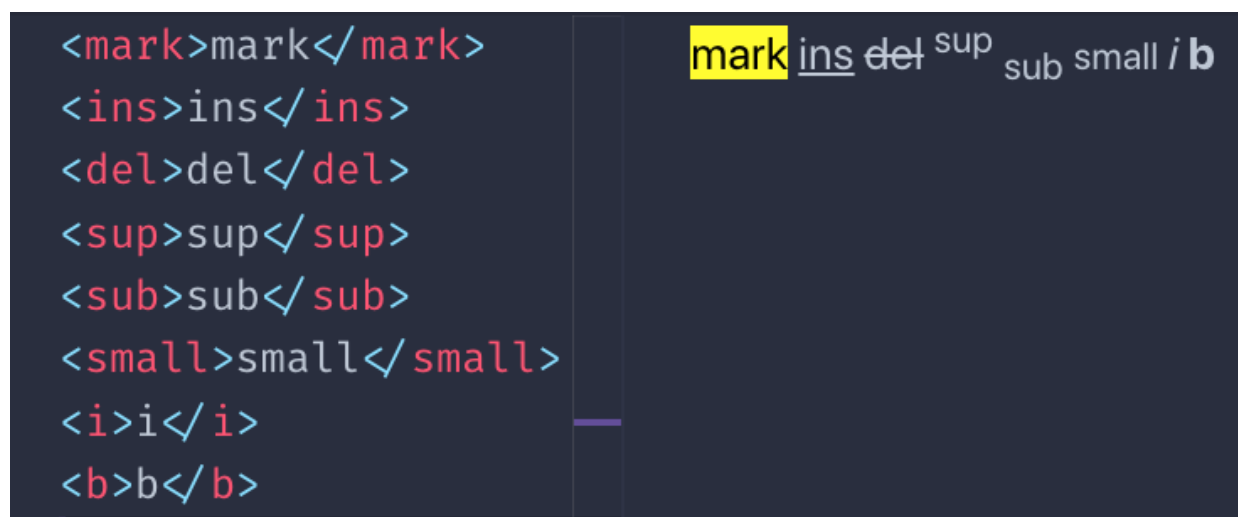 <mark>mark</mark>
<ins>ins</ins>
<del>del</del>
<sup>sup</sup>
<sub>sub</sub>
<small>small</small>
<i>i</i>
<b>b</b>
mark ins del sup sub small i b